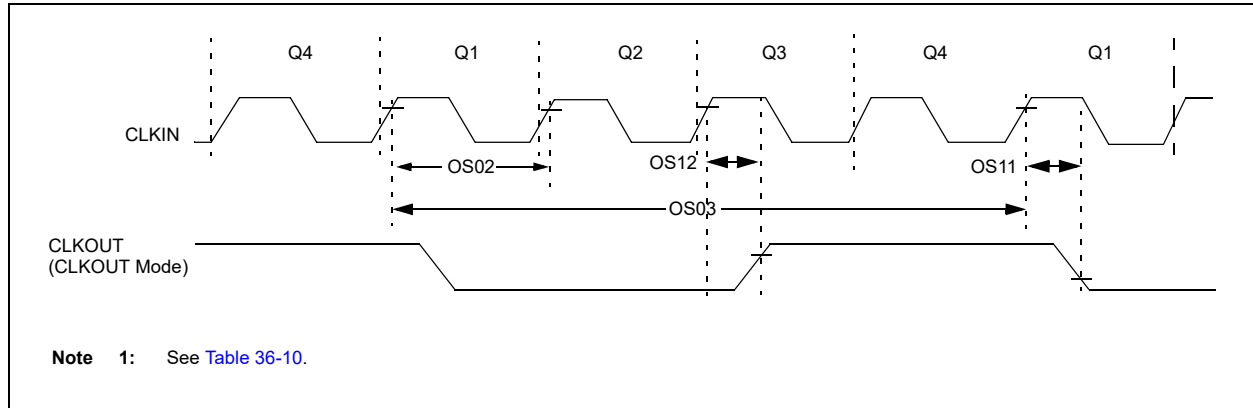 Q4 Q1 Q2 Q3 Q4 Q1
CLKIN
OS02 OS12 OS11
OS03
CLKOUT
(CLKOUT Mode)
Note 1: See Table 36-10.